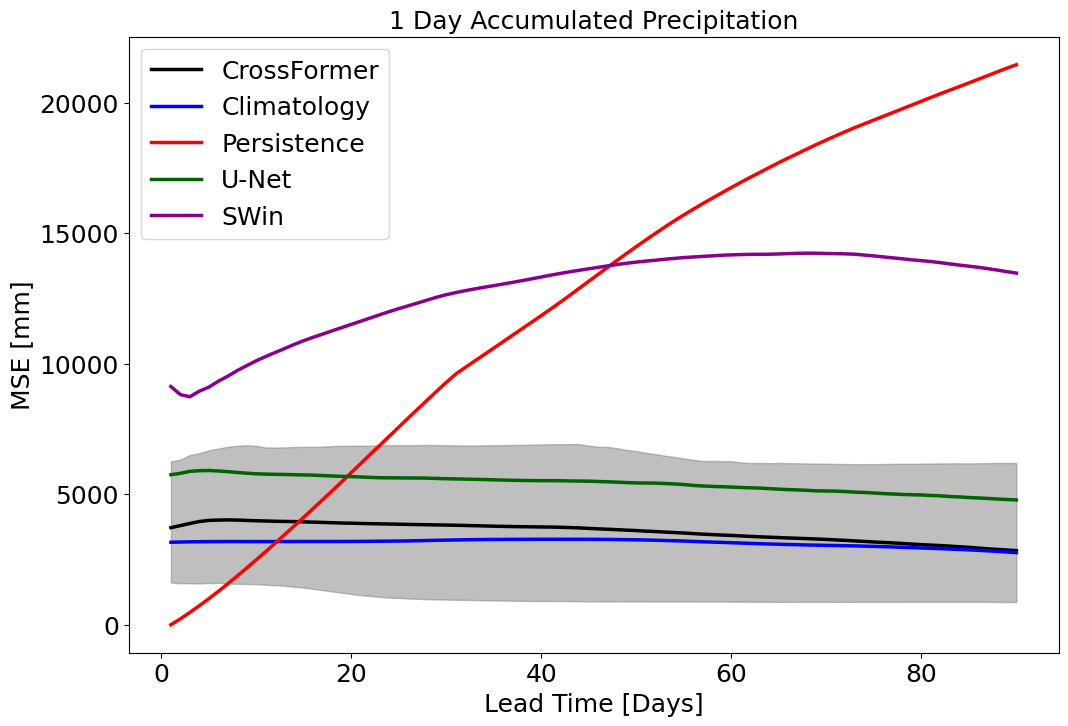 1 Day Accumulated Precipitation
CrossFormer
Climatology
Persistence
U-Net
SWin
MSE [mm]
20000
15000
10000
5000
0
0 20 40 60 80
Lead Time [Days]